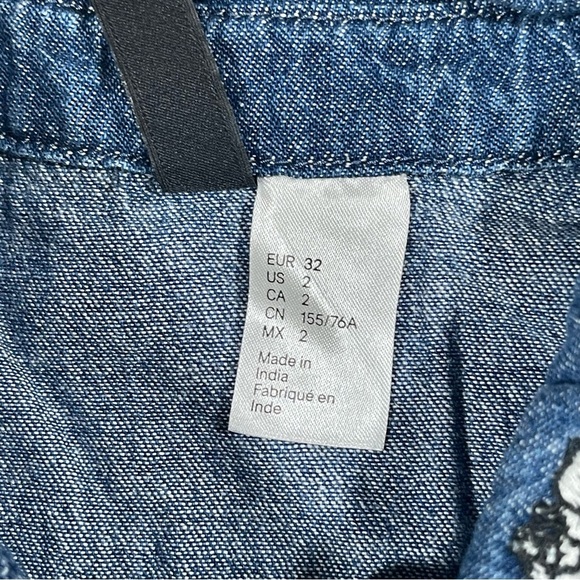 EUR 32
US 2
CA 2
CN 155/76A
MX 2
Made in
India
Fabriqué en
Inde